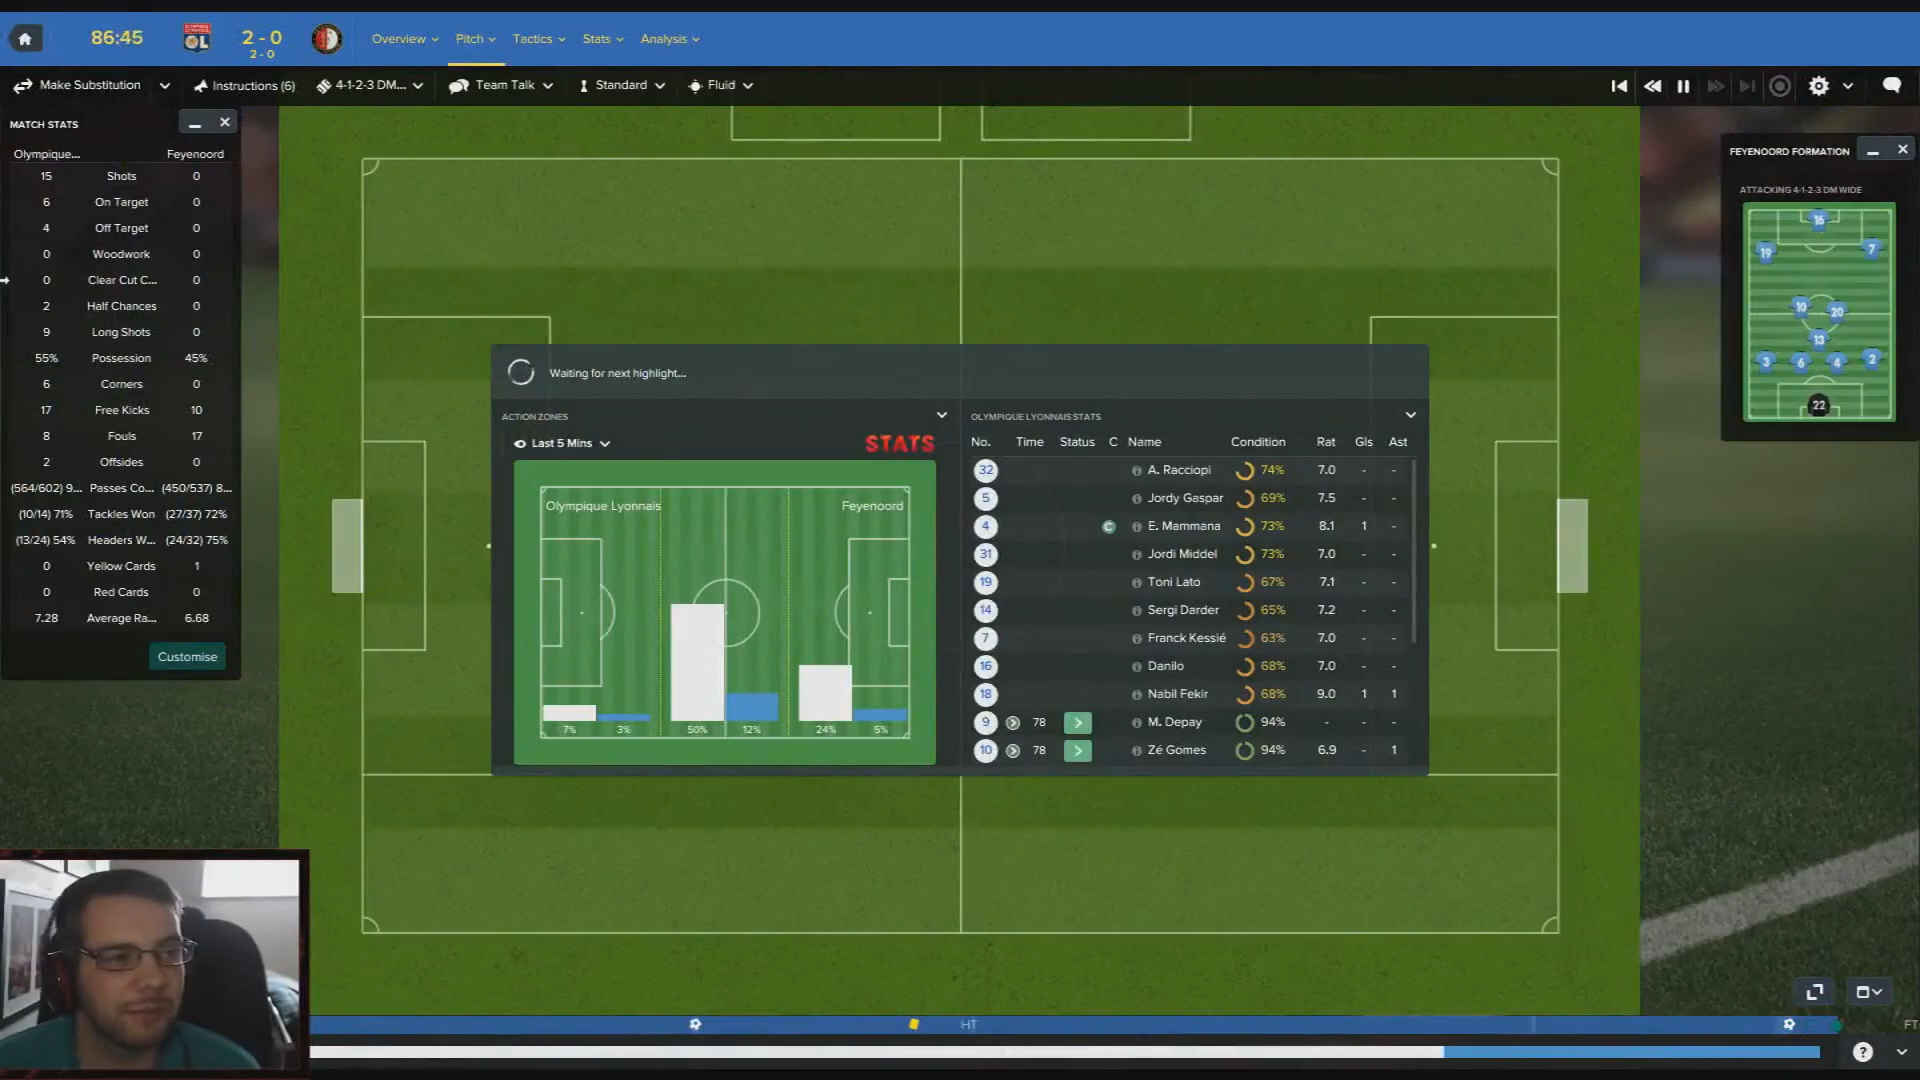 86:45 OL 2 - 0 Overview Pitch Tactics Stats Analysis
2 - 0
Make Substitution Instructions (6) 4-1-2-3 DM... Team Talk Standard Fluid
MATCH STATS
Olympique... Feyenoord
15 Shots 0
6 On Target 0
4 Off Target 0
0 Woodwork 0
0 Clear Cut C... 0
2 Half Chances 0
9 Long Shots 0
55% Possession 45%
6 Corners 0
17 Free Kicks 10
8 Fouls 17
2 Offsides 0
(564/602) 9... Passes Co... (450/537) 8...
(10/14) 71% Tackles Won (27/37) 72%
(13/24) 54% Headers W... (24/32) 75%
0 Yellow Cards 1
0 Red Cards 0
7.28 Average Ra... 6.68
Customise
Waiting for next highlight...
ACTION ZONES
Last 5 Mins STATS
Olympique Lyonnais Feyenoord
7% 3% 50% 12% 24% 5%
OLYMPIQUE LYONNAIS STATS
No. Time Status C Name Condition Rat Gls Ast
32 A. Racciopi 74% 7.0 - -
5 Jordy Gaspar 69% 7.5 - -
4 C E. Mammana 73% 8.1 1 -
31 Jordi Middel 73% 7.0 - -
19 Toni Lato 67% 7.1 - -
14 Sergi Darder 65% 7.2 - -
7 Franck Kessié 63% 7.0 - -
16 Danilo 68% 7.0 - -
18 Nabil Fekir 68% 9.0 1 1
9 78 M. Depay 94% - - -
10 78 Zé Gomes 94% 6.9 - 1
FEYENOORD FORMATION
ATTACKING 4-1-2-3 DM WIDE
16
19 7
10 20
13
3 6 4 2
22
HT FT
?